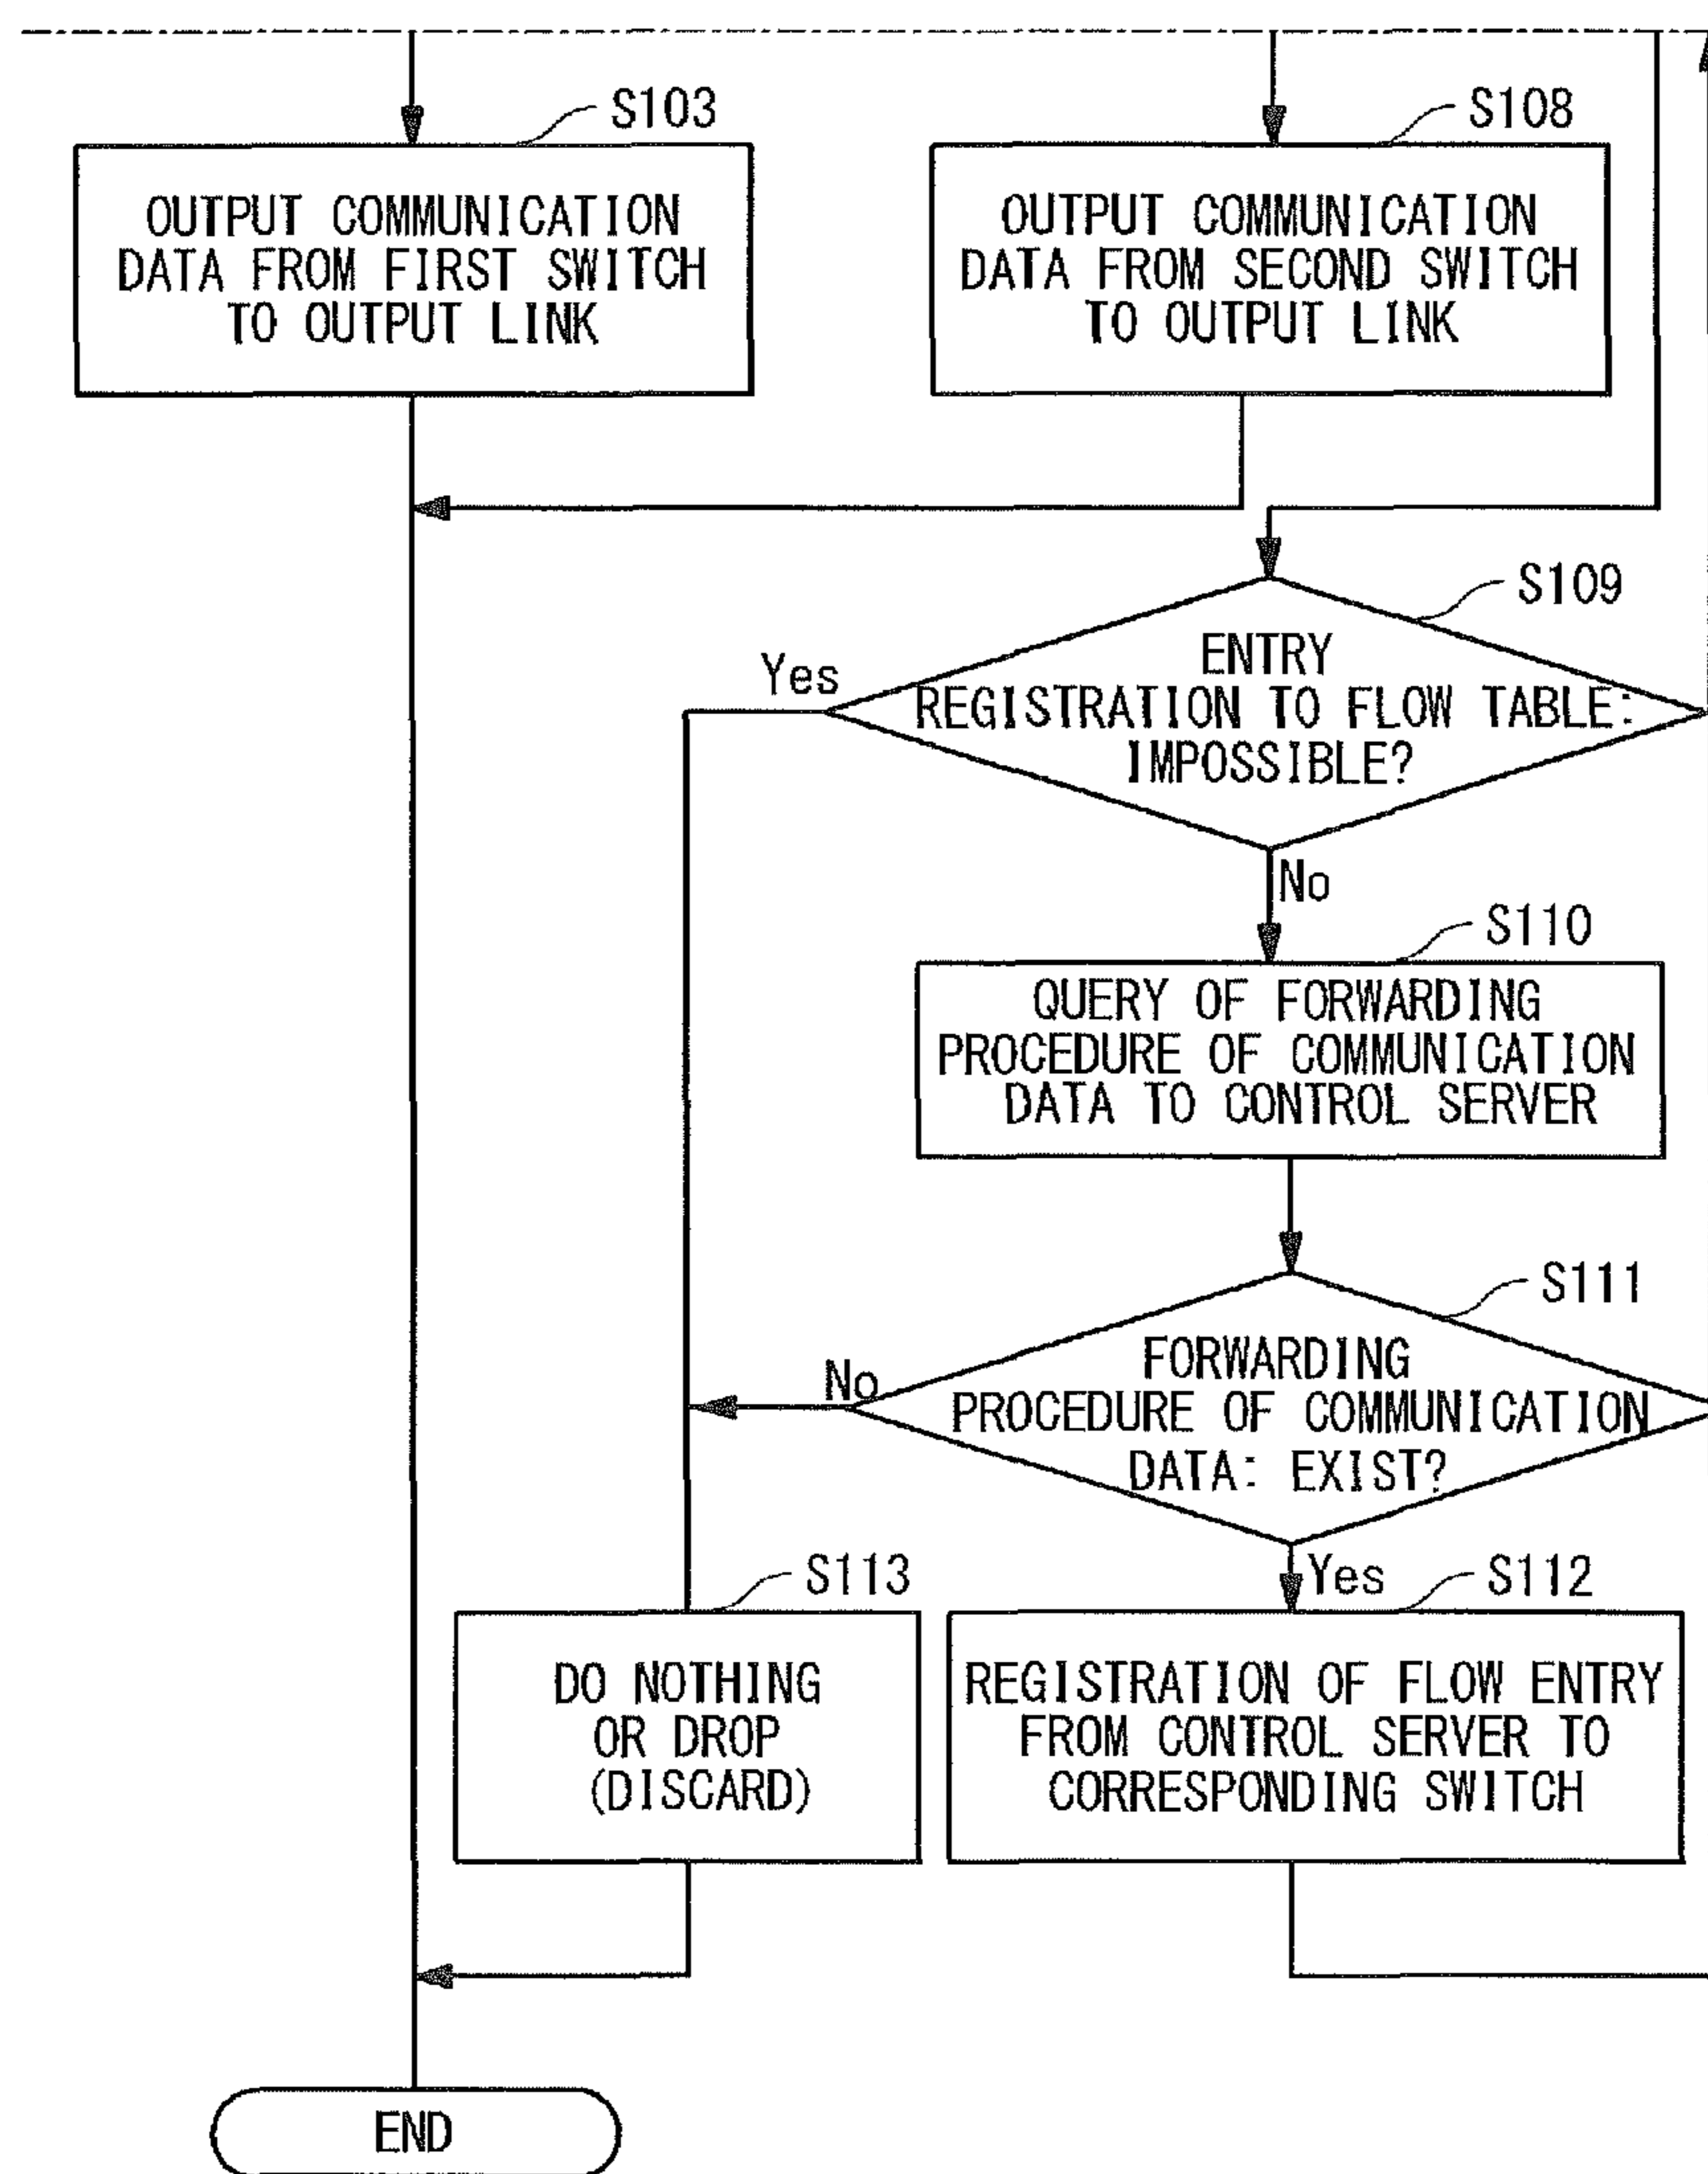 S103
OUTPUT COMMUNICATION
DATA FROM FIRST SWITCH
TO OUTPUT LINK
S108
OUTPUT COMMUNICATION
DATA FROM SECOND SWITCH
TO OUTPUT LINK
S109
ENTRY
REGISTRATION TO FLOW TABLE:
IMPOSSIBLE?
Yes
No
S110
QUERY OF FORWARDING
PROCEDURE OF COMMUNICATION
DATA TO CONTROL SERVER
S111
FORWARDING
PROCEDURE OF COMMUNICATION
DATA: EXIST?
No
Yes
S113
DO NOTHING
OR DROP
(DISCARD)
S112
REGISTRATION OF FLOW ENTRY
FROM CONTROL SERVER TO
CORRESPONDING SWITCH
END